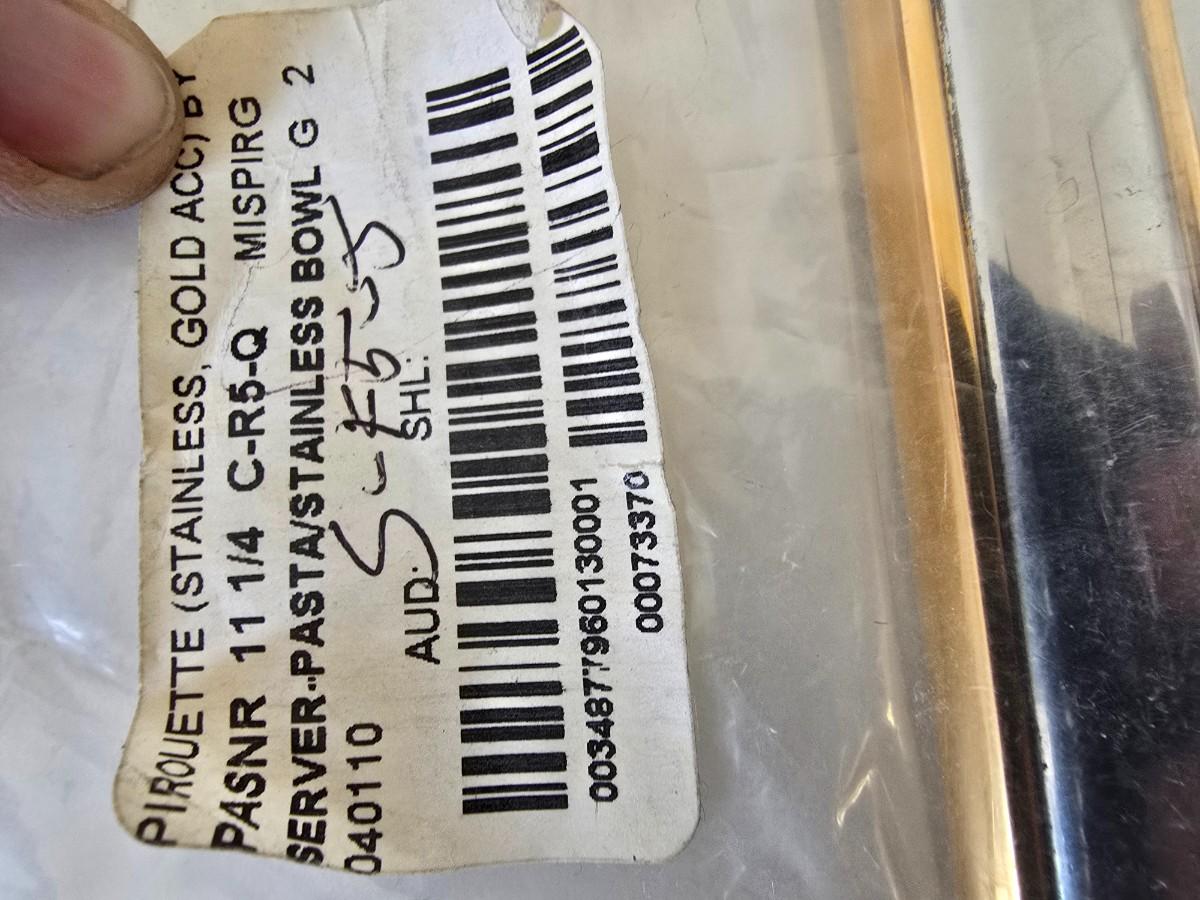 PIROUETTE (STAINLESS, GOLD ACC) BY
PASNR 11 1/4 C-R5-Q MISPIRG
SERVER-PASTA/STAINLESS BOWL G 2
040110
AUD: SHL:
0034877960130001
00073370